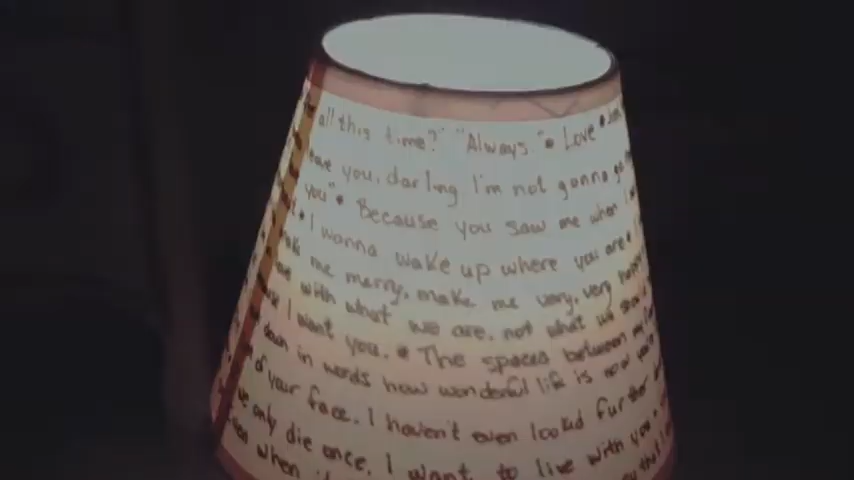 all this time?" "Always" • Love •
you, darling I'm not gonna go
you" • Because you saw me when I
• I wanna wake up where you are •
me merry, make me very, very
with what we are, not what we
I want you. • The spaces between
down in words how wonderful life is now
of your face. I haven't even looked further
only die once. I want to live with you.
when